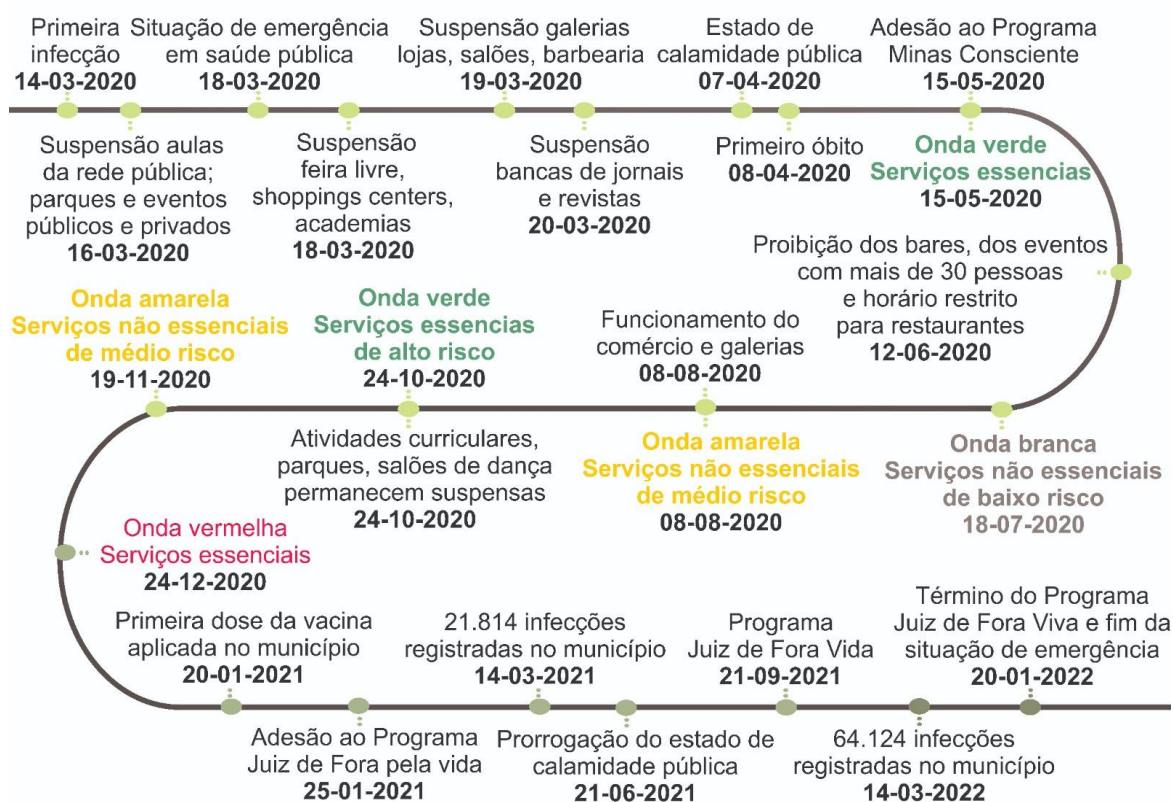 Primeira
infecção
14-03-2020
Situação de emergência
em saúde pública
18-03-2020
Suspensão galerias
lojas, salões, barbearia
19-03-2020
Estado de
calamidade pública
07-04-2020
Adesão ao Programa
Minas Consciente
15-05-2020
Suspensão aulas
da rede pública;
parques e eventos
públicos e privados
16-03-2020
Suspensão
feira livre,
shoppings centers,
academias
18-03-2020
Suspensão
bancas de jornais
e revistas
20-03-2020
Primeiro óbito
08-04-2020
Onda verde
Serviços essencias
15-05-2020
Proibição dos bares, dos eventos
com mais de 30 pessoas
e horário restrito
para restaurantes
12-06-2020
Onda amarela
Serviços não essenciais
de médio risco
19-11-2020
Onda verde
Serviços essencias
de alto risco
24-10-2020
Funcionamento do
comércio e galerias
08-08-2020
Atividades curriculares,
parques, salões de dança
permanecem suspensas
24-10-2020
Onda amarela
Serviços não essenciais
de médio risco
08-08-2020
Onda branca
Serviços não essenciais
de baixo risco
18-07-2020
Onda vermelha
Serviços essenciais
24-12-2020
Primeira dose da vacina
aplicada no município
20-01-2021
21.814 infecções
registradas no município
14-03-2021
Programa
Juiz de Fora Vida
21-09-2021
Término do Programa
Juiz de Fora Viva e fim da
situação de emergência
20-01-2022
Adesão ao Programa
Juiz de Fora pela vida
25-01-2021
Prorrogação do estado de
calamidade pública
21-06-2021
64.124 infecções
registradas no município
14-03-2022